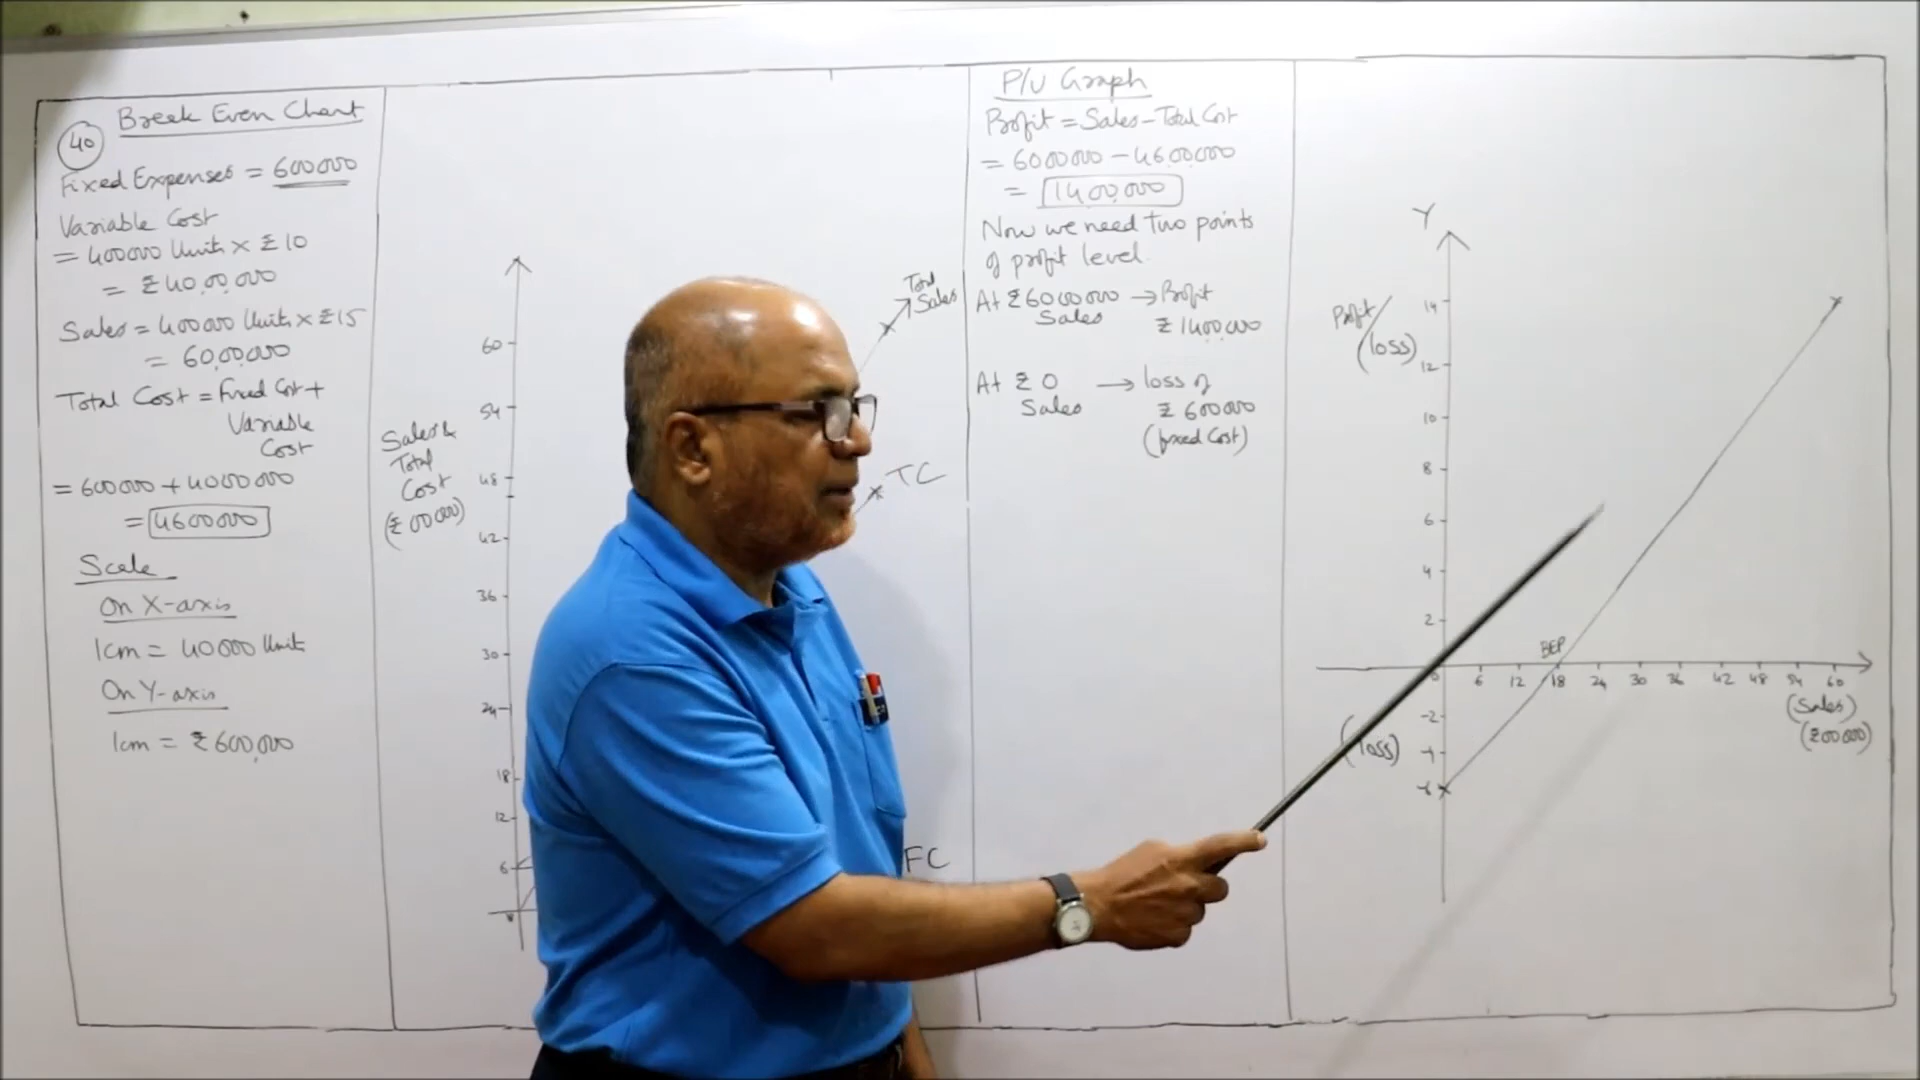 Break Even Chart
40
Fixed Expenses = 600000
Variable Cost
= 400000 Units × ₹10
= ₹40,00,000
Sales = 400000 Units × ₹15
= 60,00,000
Total Cost = Fixed Cost +
Variable
Cost
= 600000 + 4000000
= 4600000
Scale
On X-axis
1cm = 40000 Units
On Y-axis
1cm = ₹600,000
Sales &
Total
Cost
(₹00000)
60
54
48
42
36
30
24
18
12
6
0
Total
Sales
TC
FC
P/V Graph
Profit = Sales - Total Cost
= 6000000 - 4600000
= 1400,000
Now we need two points
of profit level.
At ₹6000000 → Profit
Sales ₹1400,000
At ₹0 → loss of
Sales ₹600000
(fixed Cost)
Y
Profit/
(loss)
14
12
10
8
6
4
2
BEP
0 6 12 18 24 30 36 42 48 54 60
(Sales)
(₹00000)
(loss)
-2
-4
-6